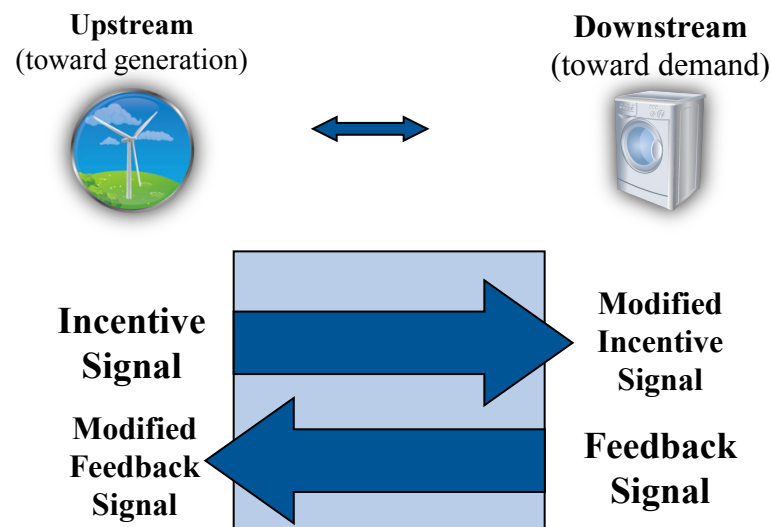 Upstream
(toward generation)
Downstream
(toward demand)
Incentive
Signal
Modified
Incentive
Signal
Modified
Feedback
Signal
Feedback
Signal